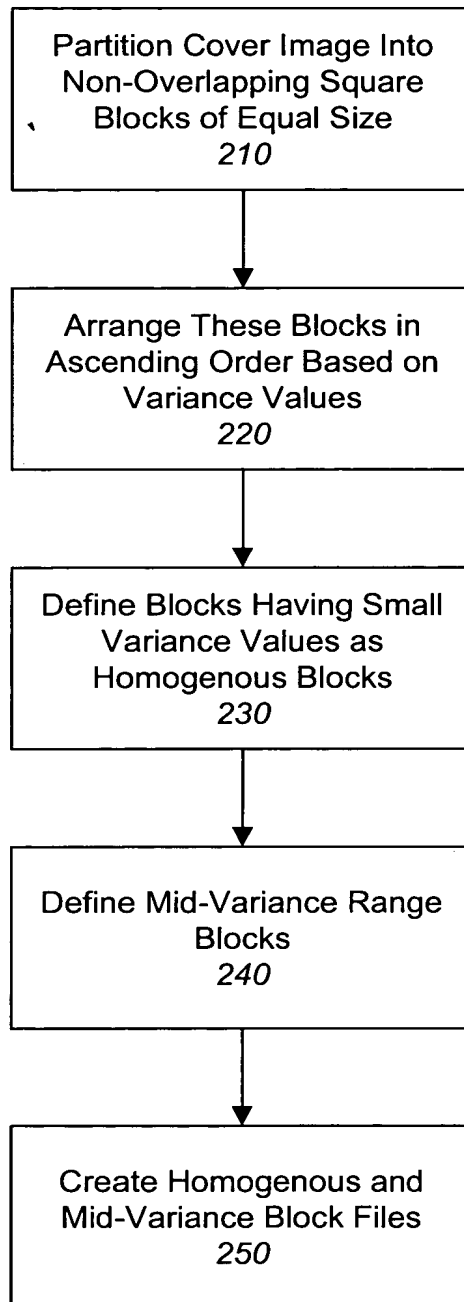 Partition Cover Image Into
Non-Overlapping Square
Blocks of Equal Size
210
Arrange These Blocks in
Ascending Order Based on
Variance Values
220
Define Blocks Having Small
Variance Values as
Homogenous Blocks
230
Define Mid-Variance Range
Blocks
240
Create Homogenous and
Mid-Variance Block Files
250